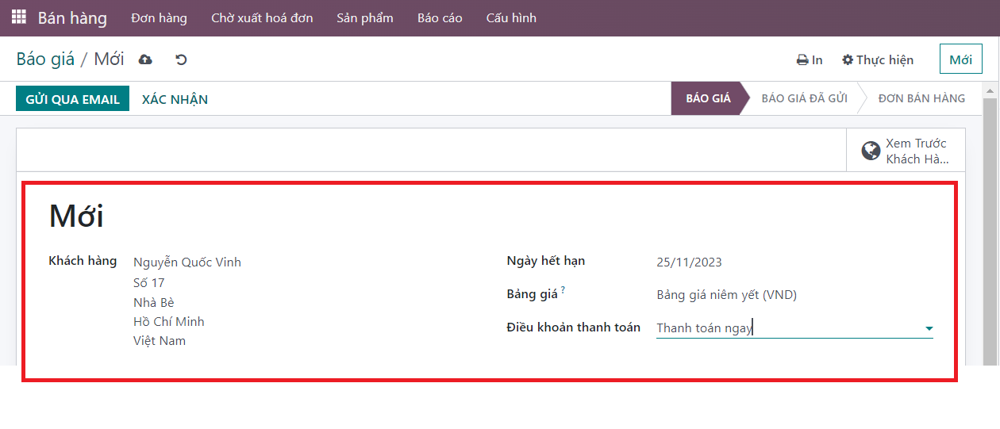 Bán hàng Đơn hàng Chờ xuất hoá đơn Sản phẩm Báo cáo Cấu hình
Báo giá / Mới In Thực hiện Mới
GỬI QUA EMAIL XÁC NHẬN BÁO GIÁ BÁO GIÁ ĐÃ GỬI ĐƠN BÁN HÀNG
Xem Trước
Khách Hà...
Mới
Khách hàng Nguyễn Quốc Vinh
Số 17
Nhà Bè
Hồ Chí Minh
Việt Nam
Ngày hết hạn 25/11/2023
Bảng giá ? Bảng giá niêm yết (VND)
Điều khoản thanh toán Thanh toán ngay